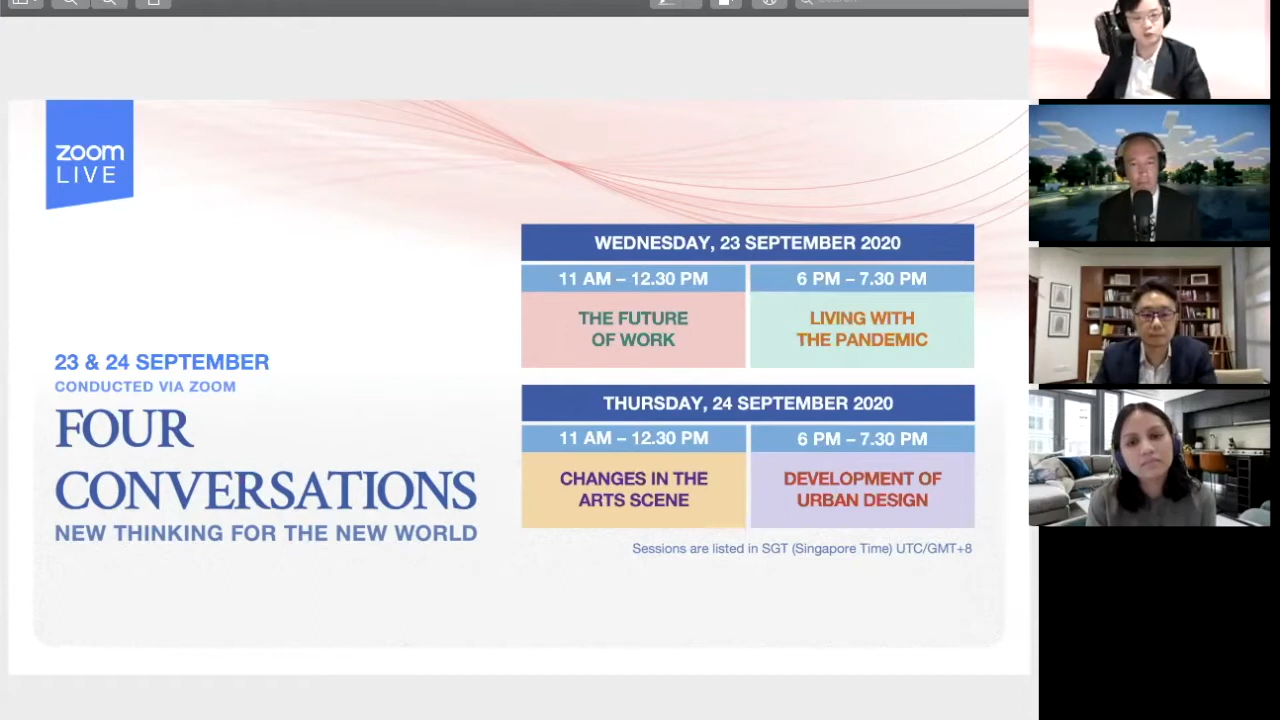 zoom
LIVE
23 & 24 SEPTEMBER
CONDUCTED VIA ZOOM
FOUR
CONVERSATIONS
NEW THINKING FOR THE NEW WORLD
WEDNESDAY, 23 SEPTEMBER 2020
11 AM – 12.30 PM
6 PM – 7.30 PM
THE FUTURE
OF WORK
LIVING WITH
THE PANDEMIC
THURSDAY, 24 SEPTEMBER 2020
11 AM – 12.30 PM
6 PM – 7.30 PM
CHANGES IN THE
ARTS SCENE
DEVELOPMENT OF
URBAN DESIGN
Sessions are listed in SGT (Singapore Time) UTC/GMT+8